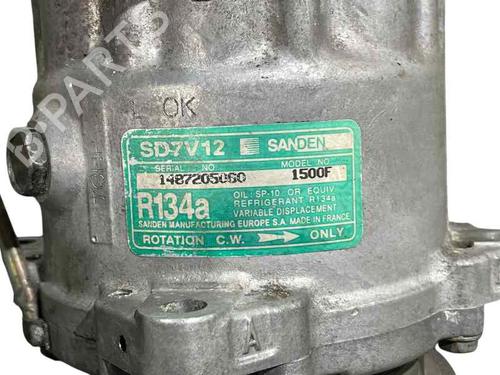 B PARTS
L OK
SD7V12 SANDEN
SERIAL NO. MODEL NO.
1487205060 1500F
R134a
OIL: SP-10 OR EQUIV
REFRIGERANT R134a
VARIABLE DISPLACEMENT
SANDEN MANUFACTURING EUROPE S.A. MADE IN FRANCE
ROTATION C.W. ONLY
A